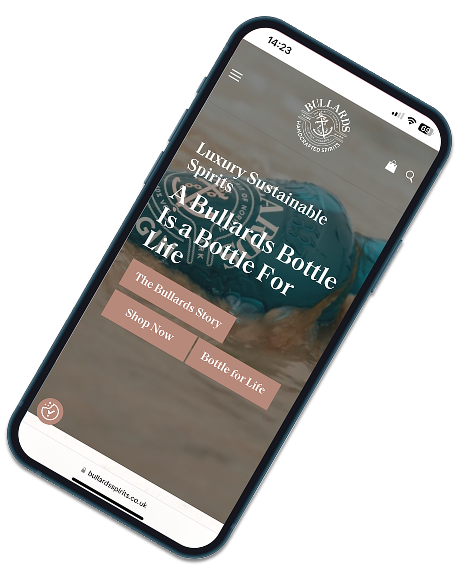 14:23
69
BULLARDS
HANDCRAFTED SPIRITS
Luxury Sustainable
Spirits
A Bullards Bottle
Is a Bottle For
Life
The Bullards Story
Shop Now
Bottle for Life
bullardsspirits.co.uk